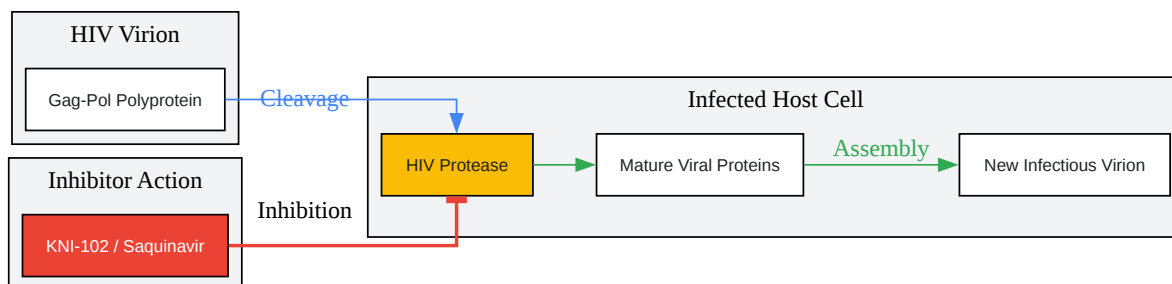 HIV Virion
Gag-Pol Polyprotein
Cleavage
Infected Host Cell
HIV Protease
Mature Viral Proteins
Assembly
New Infectious Virion
Inhibitor Action
KNI-102 / Saquinavir
Inhibition